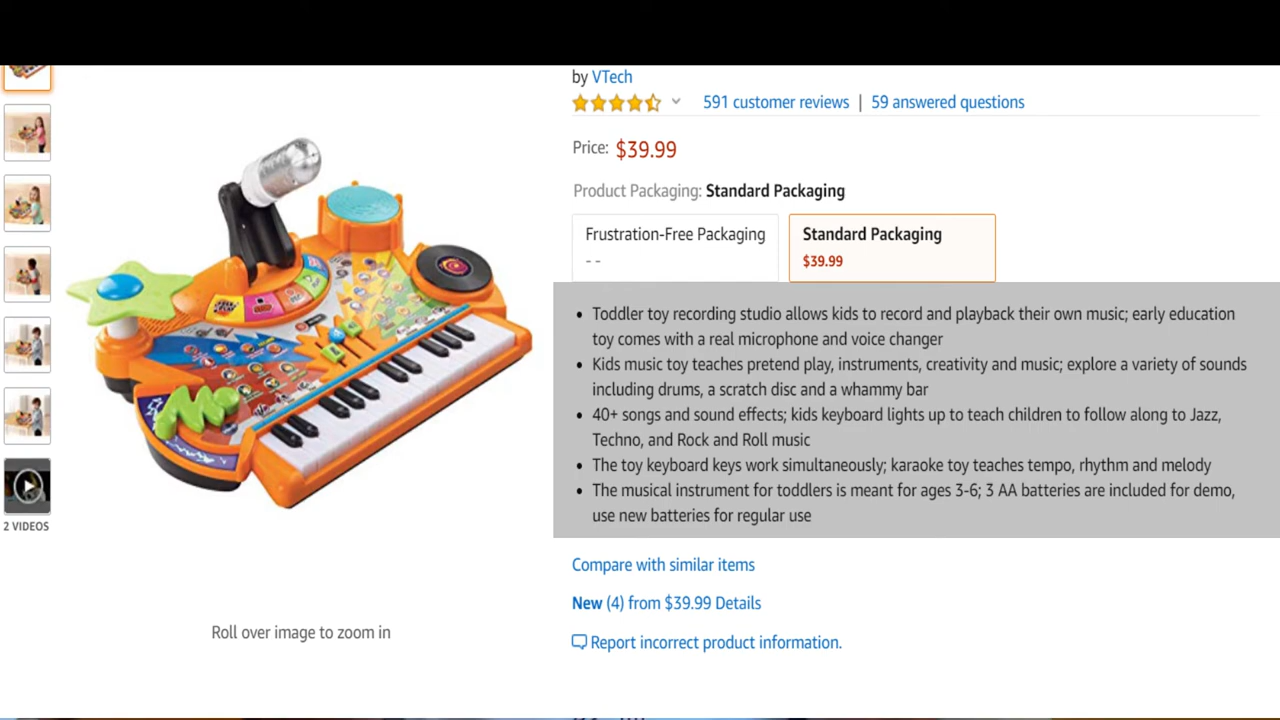 by VTech
591 customer reviews | 59 answered questions
Price: $39.99
Product Packaging: Standard Packaging
Frustration-Free Packaging
Standard Packaging
- -
$39.99
• Toddler toy recording studio allows kids to record and playback their own music; early education
toy comes with a real microphone and voice changer
• Kids music toy teaches pretend play, instruments, creativity and music; explore a variety of sounds
including drums, a scratch disc and a whammy bar
• 40+ songs and sound effects; kids keyboard lights up to teach children to follow along to Jazz,
Techno, and Rock and Roll music
• The toy keyboard keys work simultaneously; karaoke toy teaches tempo, rhythm and melody
• The musical instrument for toddlers is meant for ages 3-6; 3 AA batteries are included for demo,
use new batteries for regular use
Compare with similar items
New (4) from $39.99 Details
Report incorrect product information.
2 VIDEOS
Roll over image to zoom in